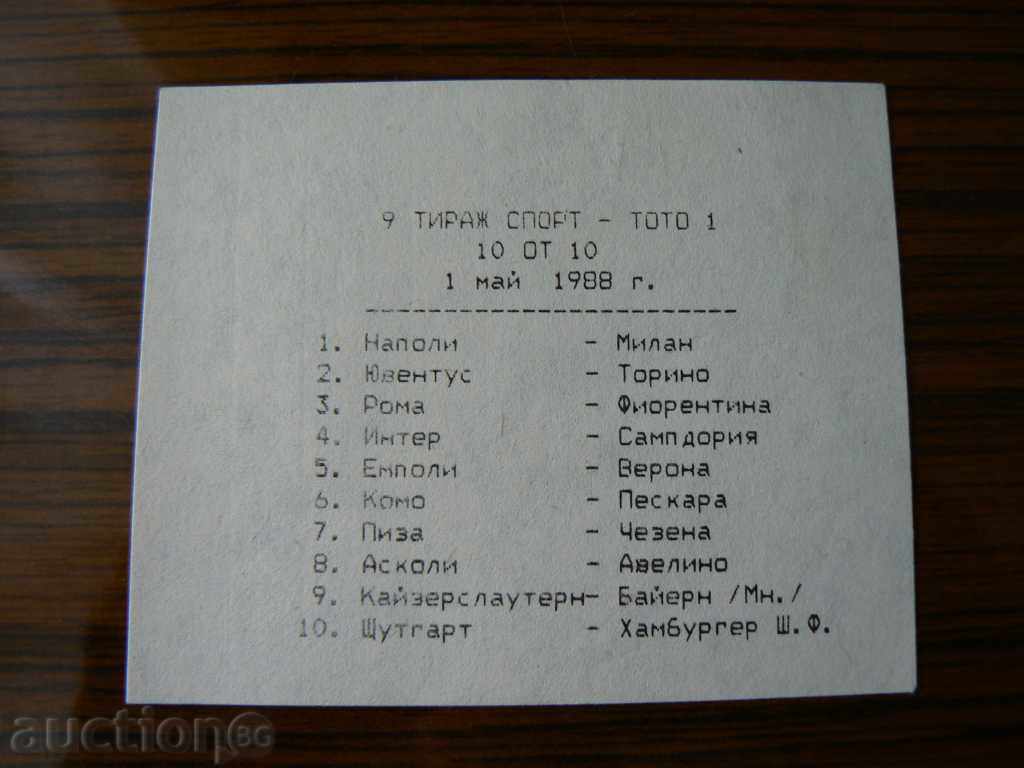 9 ТИРАЖ СПОРТ - ТОТО 1
10 ОТ 10
1 май 1988 г.
------------------------
1. Наполи - Милан
2. Ювентус - Торино
3. Рома - Фиорентина
4. Интер - Сампдория
5. Емполи - Верона
6. Комо - Пескара
7. Пиза - Чезена
8. Асколи - Авелино
9. Кайзерслаутерн- Байерн /Мн./
10. Щутгарт - Хамбургер Ш.Ф.
auctionBG